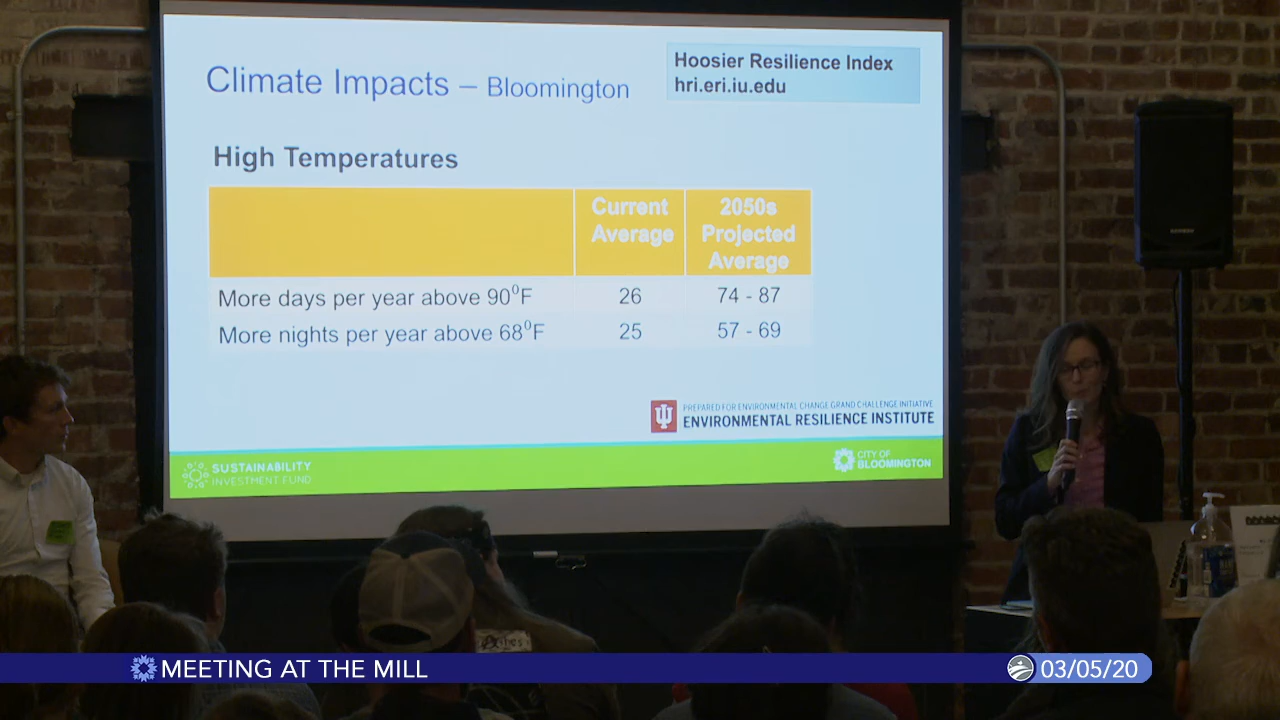 Hoosier Resilience Index
hri.eri.iu.edu
Climate Impacts – Bloomington
High Temperatures
Current Average
2050s Projected Average
More days per year above 90⁰F 26 74 - 87
More nights per year above 68⁰F 25 57 - 69
PREPARED FOR ENVIRONMENTAL CHANGE GRAND CHALLENGE INITIATIVE
ENVIRONMENTAL RESILIENCE INSTITUTE
SUSTAINABILITY
INVESTMENT FUND
CITY OF
BLOOMINGTON
MEETING AT THE MILL
03/05/20